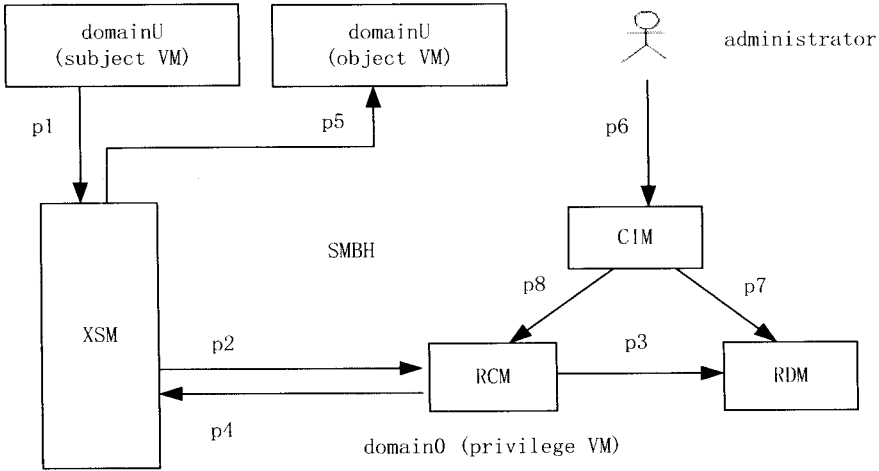 domainU
(subject VM)
domainU
(object VM)
administrator
p1
p5
p6
CIM
SMBH
p8
p7
XSM
p2
p3
RCM
RDM
p4
domain0 (privilege VM)